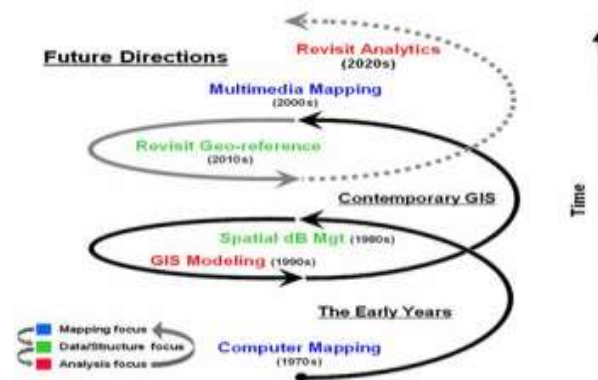 Future Directions
Revisit Analytics
(2020s)
Multimedia Mapping
(2000s)
Revisit Geo-reference
(2010s)
Contemporary GIS
Time
Spatial dB Mgt (1980s)
GIS Modeling (1990s)
The Early Years
Mapping focus
Data/Structure focus
Analysis focus
Computer Mapping
(1970s)